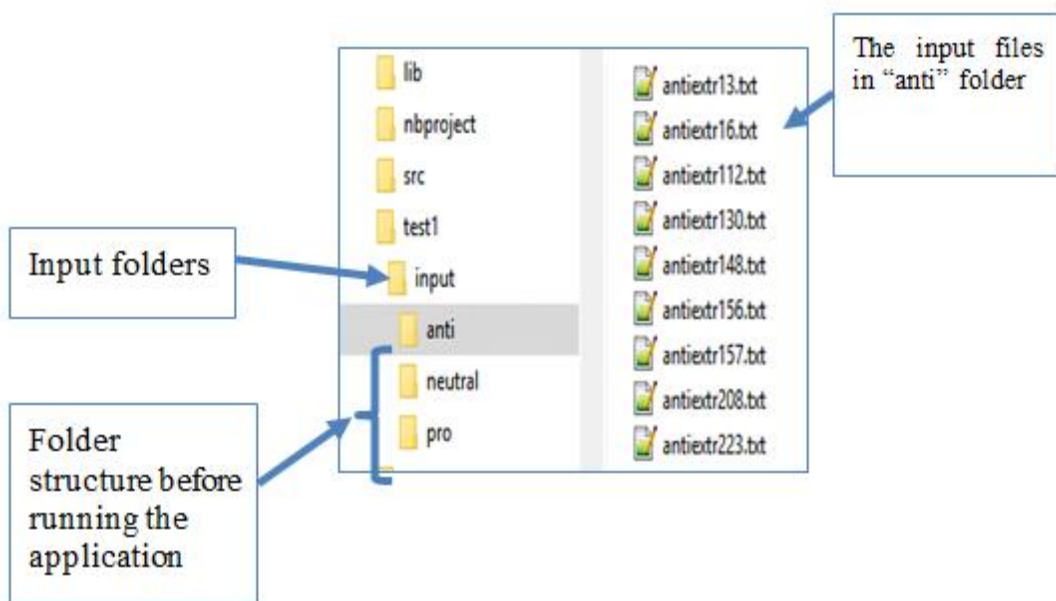 The input files
in “anti” folder
lib
nbproject
src
test1
input
anti
neutral
pro
antiextr13.txt
antiextr16.txt
antiextr112.txt
antiextr130.txt
antiextr148.txt
antiextr156.txt
antiextr157.txt
antiextr208.txt
antiextr223.txt
Input folders
Folder
structure before
running the
application